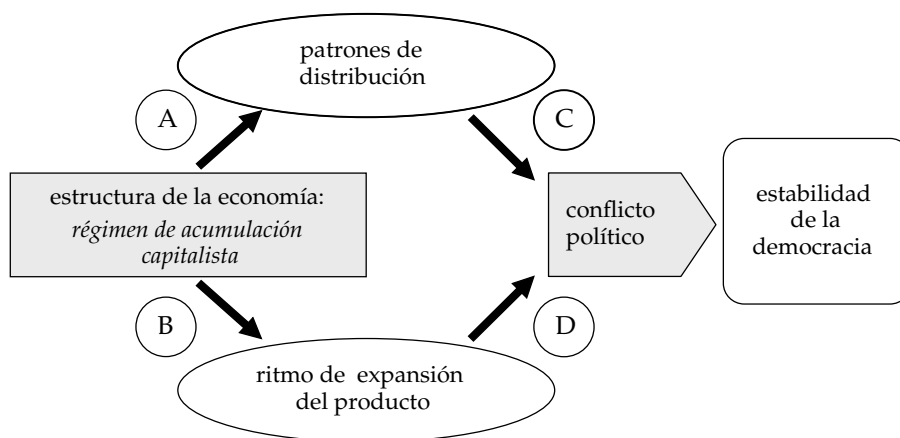 patrones de
distribución
A
C
estructura de la economía:
régimen de acumulación
capitalista
conflicto
político
estabilidad
de la
democracia
B
D
ritmo de expansión
del producto